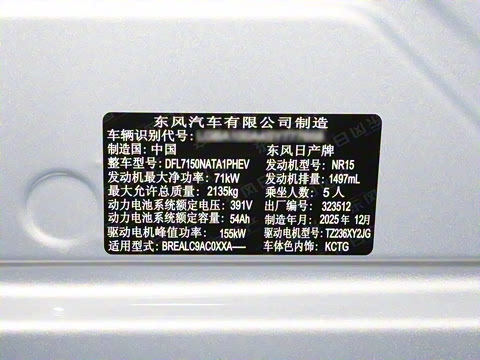 东风汽车有限公司制造
车辆识别代号:
制造国: 中国 东风日产牌
整车型号: DFL7150NATA1PHEV 发动机型号: NR15
发动机最大净功率: 71kW 发动机排量: 1497mL
最大允许总质量: 2135kg 乘坐人数: 5人
动力电池系统额定电压: 391V 出厂编号: 323512
动力电池系统额定容量: 54Ah 制造年月: 2025年12月
驱动电机峰值功率: 155kW 驱动电机型号: TZ236XY2JG
适用型号: BREALC9AC0XXA— 车体色内饰: KCTG